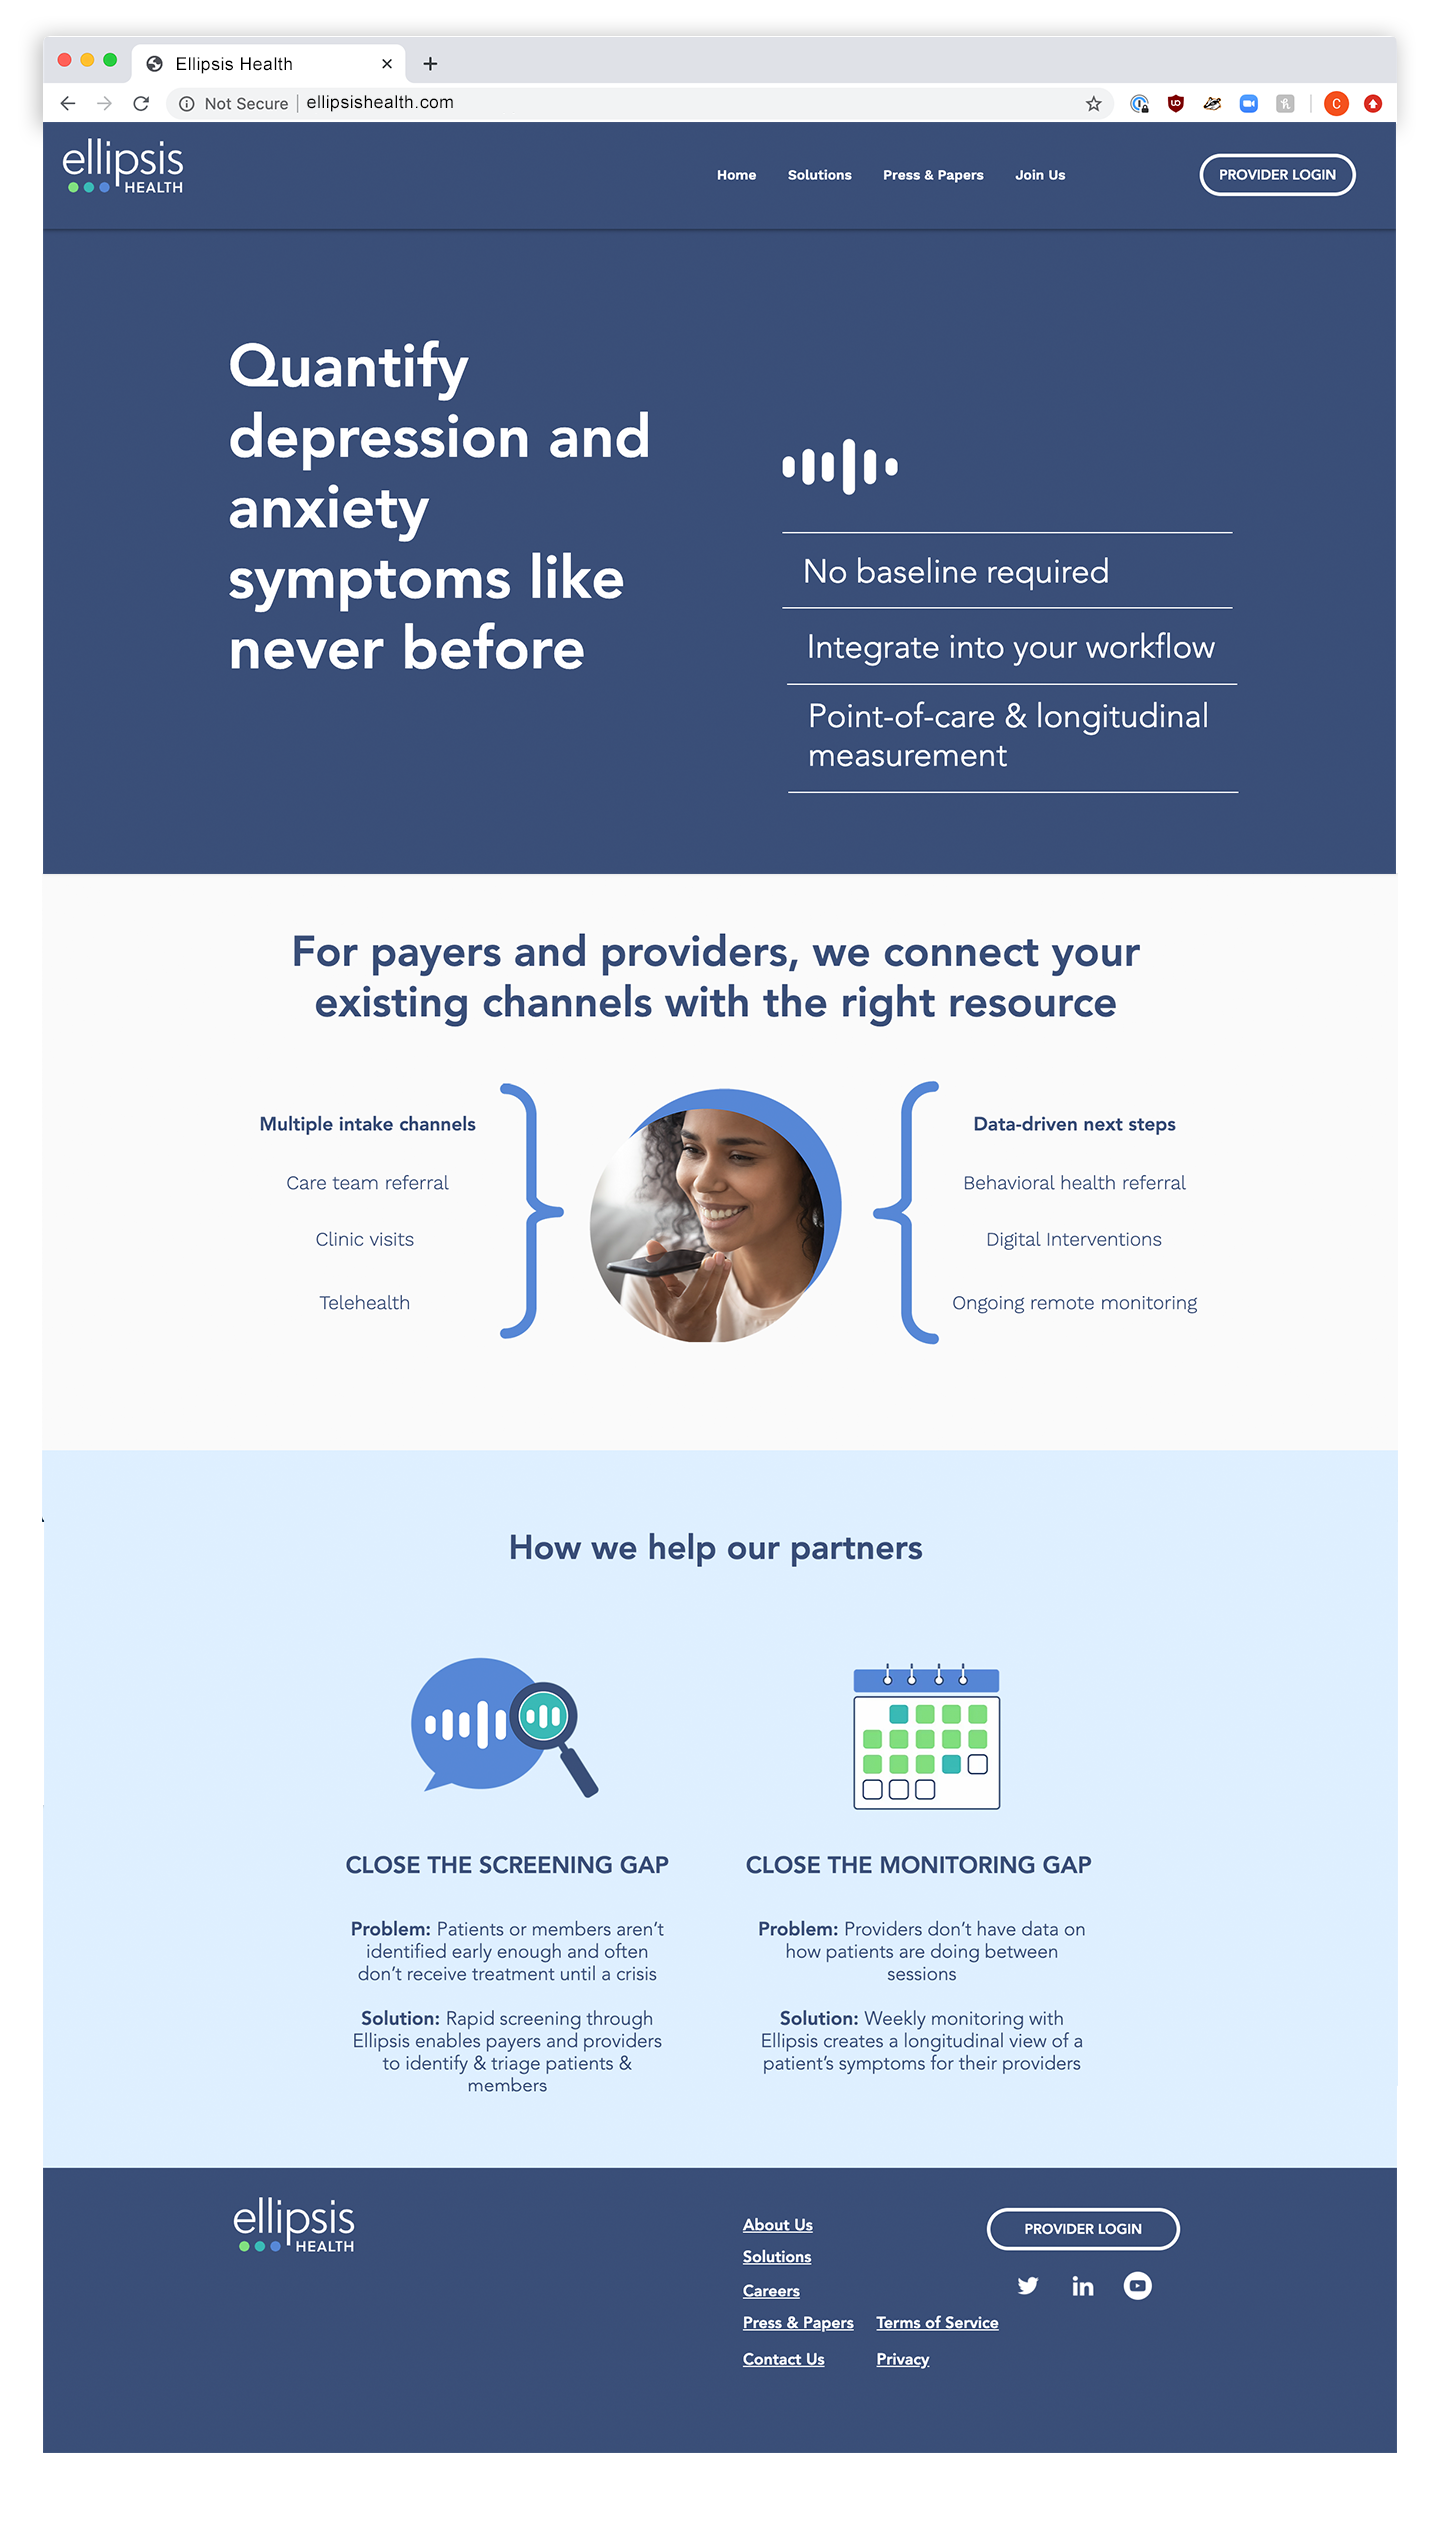 Ellipsis Health
Not Secure
ellipsishealth.com
C
ellipsis
HEALTH
Home
Solutions
Press & Papers
Join Us
PROVIDER LOGIN
Quantify
depression and
anxiety
symptoms like
never before
No baseline required
Integrate into your workflow
Point-of-care & longitudinal
measurement
For payers and providers, we connect your
existing channels with the right resource
Multiple intake channels
Care team referral
Clinic visits
Telehealth
Data-driven next steps
Behavioral health referral
Digital Interventions
Ongoing remote monitoring
How we help our partners
CLOSE THE SCREENING GAP
Problem: Patients or members aren’t
identified early enough and often
don’t receive treatment until a crisis
Solution: Rapid screening through
Ellipsis enables payers and providers
to identify & triage patients &
members
CLOSE THE MONITORING GAP
Problem: Providers don’t have data on
how patients are doing between
sessions
Solution: Weekly monitoring with
Ellipsis creates a longitudinal view of a
patient’s symptoms for their providers
ellipsis
HEALTH
About Us
Solutions
Careers
Press & Papers
Contact Us
Terms of Service
Privacy
PROVIDER LOGIN
in